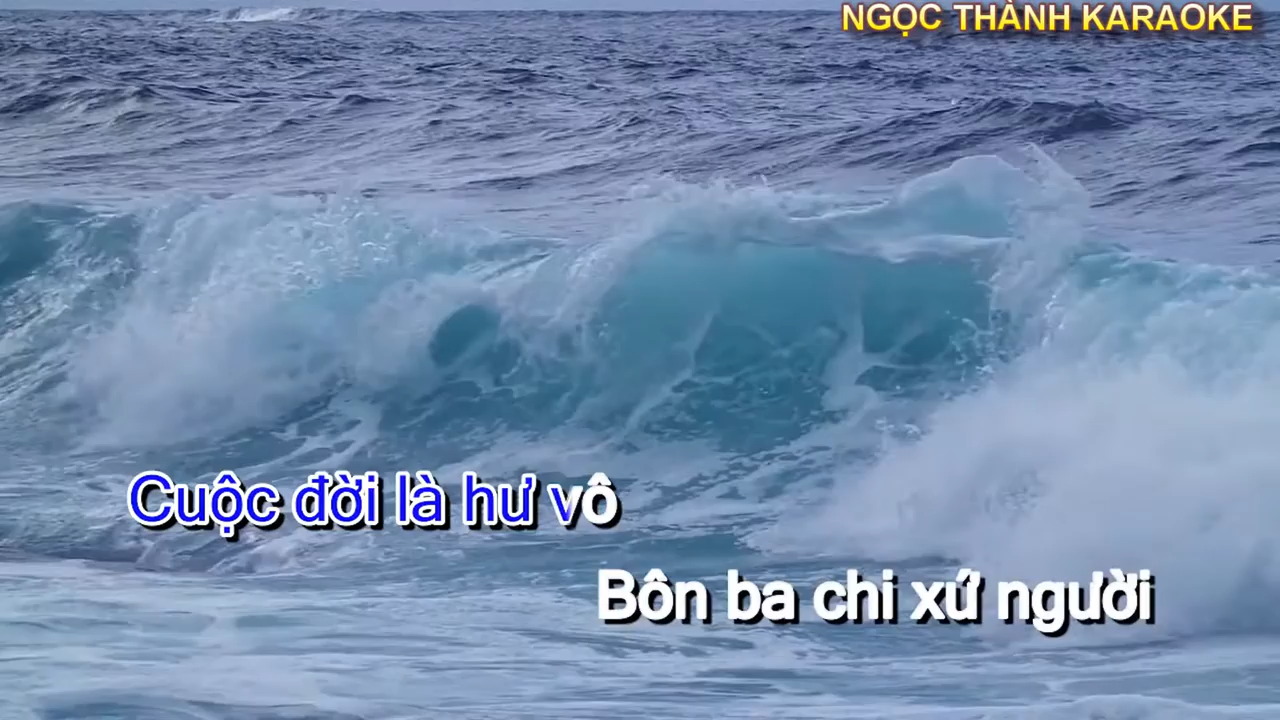 NGỌC THÀNH KARAOKE
Cuộc đời là hư vô
Bôn ba chi xứ người